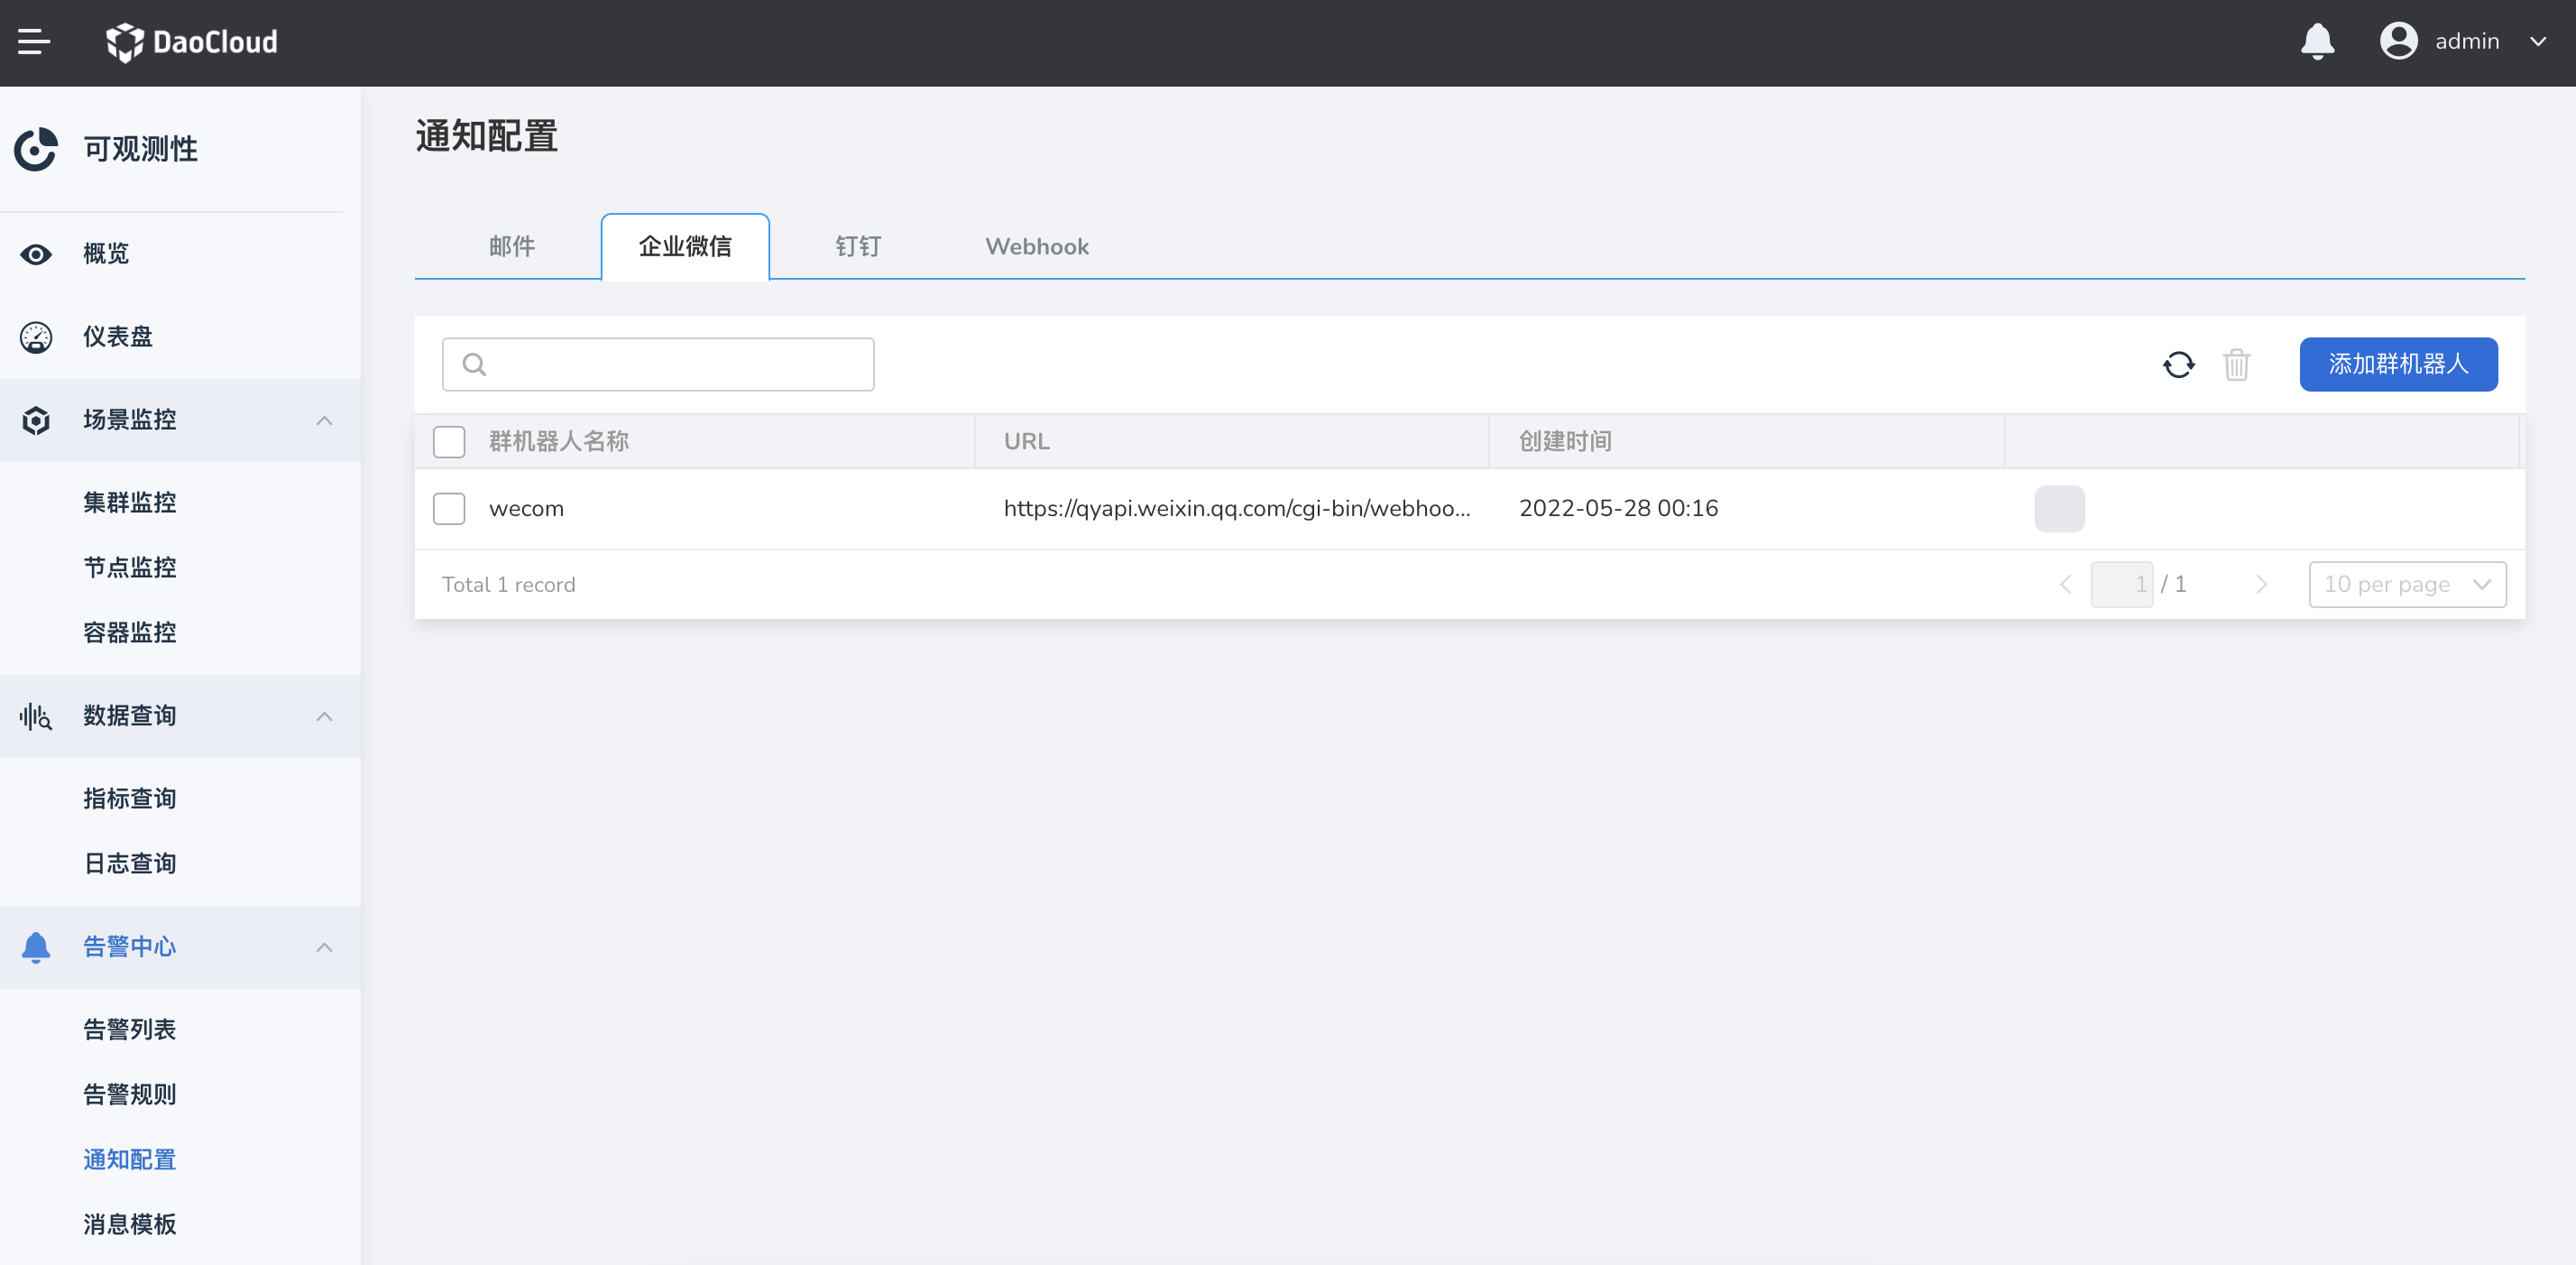 DaoCloud
admin
可观测性
概览
仪表盘
场景监控
集群监控
节点监控
容器监控
数据查询
指标查询
日志查询
告警中心
告警列表
告警规则
通知配置
消息模板
通知配置
邮件 企业微信 钉钉 Webhook
添加群机器人
群机器人名称 URL 创建时间
wecom https://qyapi.weixin.qq.com/cgi-bin/webhoo... 2022-05-28 00:16
Total 1 record 1 / 1 10 per page